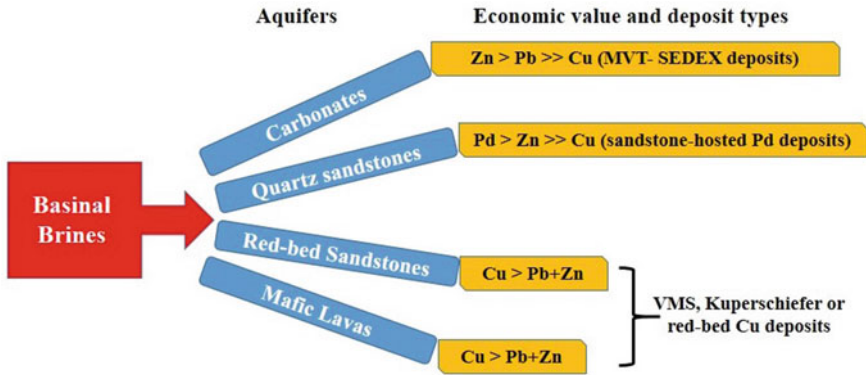 Aquifers
Economic value and deposit types
Carbonates
Zn > Pb >> Cu (MVT- SEDEX deposits)
Quartz sandstones
Pd > Zn >> Cu (sandstone-hosted Pd deposits)
Basinal
Brines
Red-bed Sandstones
Cu > Pb+Zn
Mafic Lavas
Cu > Pb+Zn
VMS, Kuperschiefer or
red-bed Cu deposits